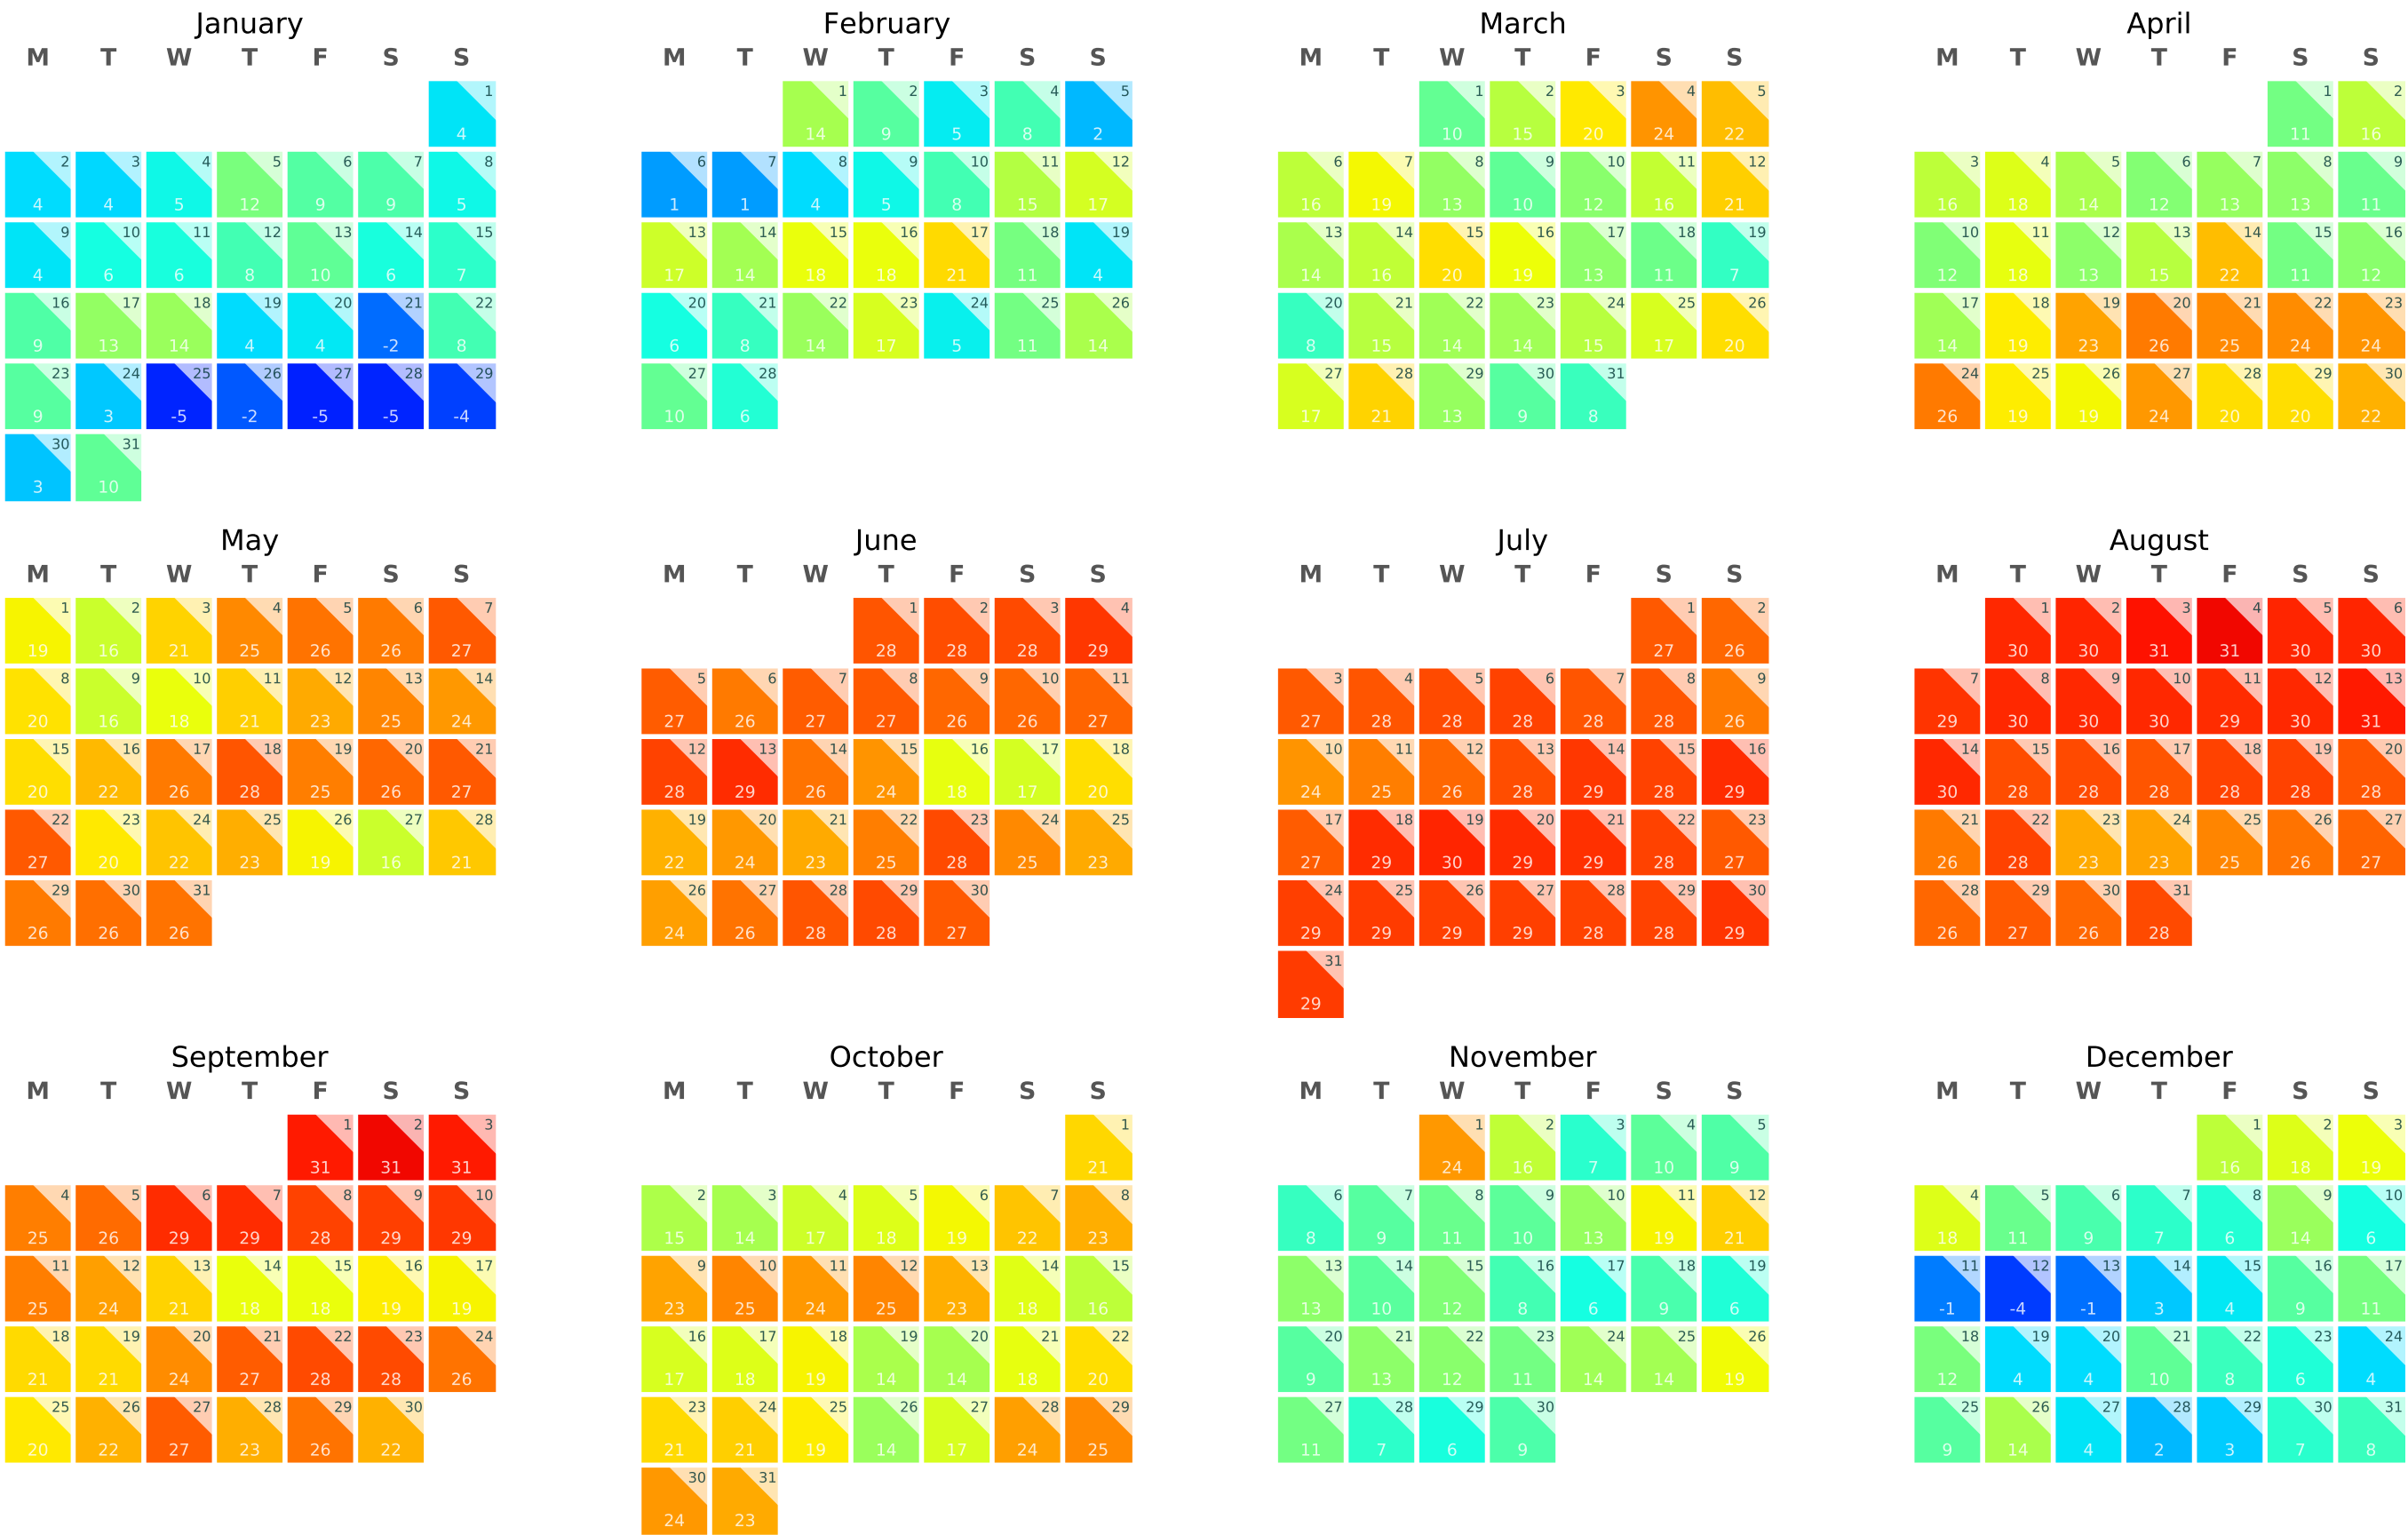 January February March April
M T W T F S S M T W T F S S M T W T F S S M T W T F S S
1 1 2 3 4 5 1 2 3 4 5 1 2
4 14 9 5 8 2 10 15 20 24 22 11 16
2 3 4 5 6 7 8 6 7 8 9 10 11 12 6 7 8 9 10 11 12 3 4 5 6 7 8 9
4 4 5 12 9 9 5 1 1 4 5 8 15 17 16 19 13 10 12 16 21 16 18 14 12 13 13 11
9 10 11 12 13 14 15 13 14 15 16 17 18 19 13 14 15 16 17 18 19 10 11 12 13 14 15 16
4 6 6 8 10 6 7 17 14 18 18 21 11 4 14 16 20 19 13 11 7 12 18 13 15 22 11 12
16 17 18 19 20 21 22 20 21 22 23 24 25 26 20 21 22 23 24 25 26 17 18 19 20 21 22 23
9 13 14 4 4 -2 8 6 8 14 17 5 11 14 8 15 14 14 15 17 20 14 19 23 26 25 24 24
23 24 25 26 27 28 29 27 28 27 28 29 30 31 24 25 26 27 28 29 30
9 3 -5 -2 -5 -5 -4 10 6 17 21 13 9 8 26 19 19 24 20 20 22
30 31
3 10
May June July August
M T W T F S S M T W T F S S M T W T F S S M T W T F S S
1 2 3 4 5 6 7 1 2 3 4 1 2 1 2 3 4 5 6
19 16 21 25 26 26 27 28 28 28 29 27 26 30 30 31 31 30 30
8 9 10 11 12 13 14 5 6 7 8 9 10 11 3 4 5 6 7 8 9 7 8 9 10 11 12 13
20 16 18 21 23 25 24 27 26 27 27 26 26 27 27 28 28 28 28 28 26 29 30 30 30 29 30 31
15 16 17 18 19 20 21 12 13 14 15 16 17 18 10 11 12 13 14 15 16 14 15 16 17 18 19 20
20 22 26 28 25 26 27 28 29 26 24 18 17 20 24 25 26 28 29 28 29 30 28 28 28 28 28 28
22 23 24 25 26 27 28 19 20 21 22 23 24 25 17 18 19 20 21 22 23 21 22 23 24 25 26 27
27 20 22 23 19 16 21 22 24 23 25 28 25 23 27 29 30 29 29 28 27 26 28 23 23 25 26 27
29 30 31 26 27 28 29 30 24 25 26 27 28 29 30 28 29 30 31
26 26 26 24 26 28 28 27 29 29 29 29 28 28 29 26 27 26 28
31
29
September October November December
M T W T F S S M T W T F S S M T W T F S S M T W T F S S
1 2 3 1 1 2 3 4 5 1 2 3
31 31 31 21 24 16 7 10 9 16 18 19
4 5 6 7 8 9 10 2 3 4 5 6 7 8 6 7 8 9 10 11 12 4 5 6 7 8 9 10
25 26 29 29 28 29 29 15 14 17 18 19 22 23 8 9 11 10 13 19 21 18 11 9 7 6 14 6
11 12 13 14 15 16 17 9 10 11 12 13 14 15 13 14 15 16 17 18 19 11 12 13 14 15 16 17
25 24 21 18 18 19 19 23 25 24 25 23 18 16 13 10 12 8 6 9 6 -1 -4 -1 3 4 9 11
18 19 20 21 22 23 24 16 17 18 19 20 21 22 20 21 22 23 24 25 26 18 19 20 21 22 23 24
21 21 24 27 28 28 26 17 18 19 14 14 18 20 9 13 12 11 14 14 19 12 4 4 10 8 6 4
25 26 27 28 29 30 23 24 25 26 27 28 29 27 28 29 30 25 26 27 28 29 30 31
20 22 27 23 26 22 21 21 19 14 17 24 25 11 7 6 9 9 14 4 2 3 7 8
30 31
24 23